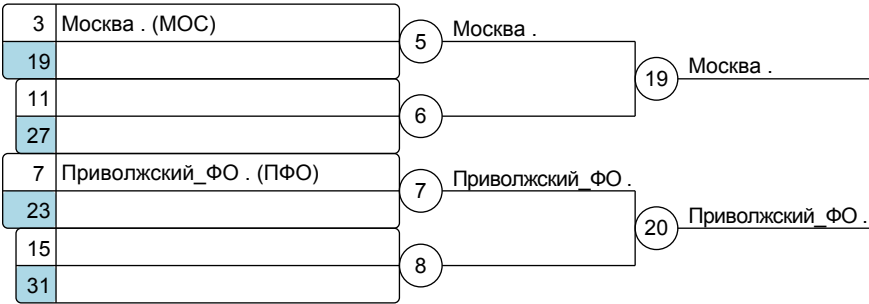 3 Москва . (МОС)
5 Москва .
19
19 Москва .
11
6
27
7 Приволжский_ФО . (ПФО)
7 Приволжский_ФО .
23
20 Приволжский_ФО .
15
8
31